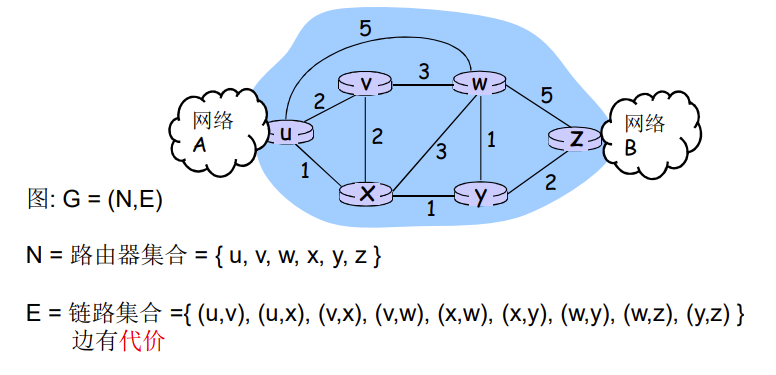 5
v
3
w
2
5
网络
A
u
2
3
1
z
网络
B
1
x
1
y
2
图: G = (N,E)
N = 路由器集合 = { u, v, w, x, y, z }
E = 链路集合 ={ (u,v), (u,x), (v,x), (v,w), (x,w), (x,y), (w,y), (w,z), (y,z) }
边有代价